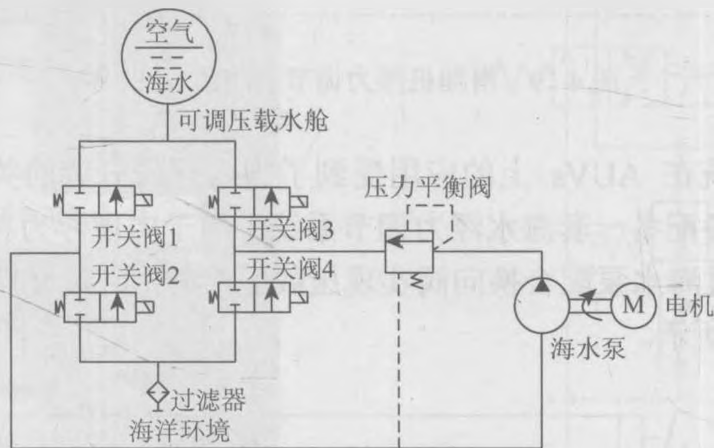 空气
海水
可调压载水舱
压力平衡阀
开关阀1
开关阀3
开关阀2
开关阀4
M
电机
海水泵
过滤器
海洋环境